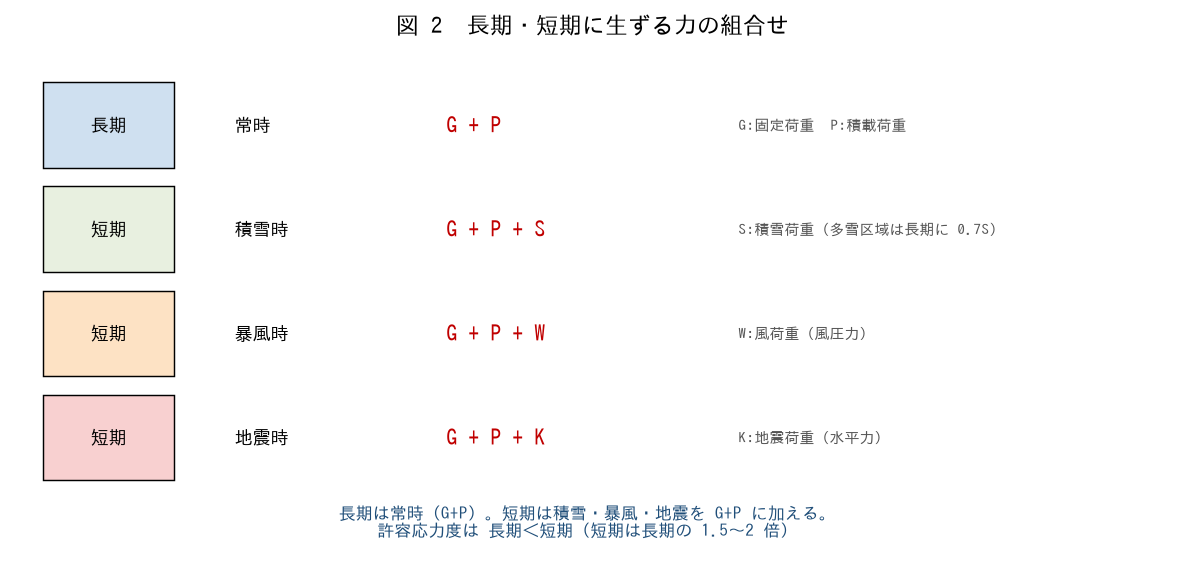 図 2　長期・短期に生ずる力の組合せ
長期　常時　G + P　G:固定荷重　P:積載荷重
短期　積雪時　G + P + S　S:積雪荷重（多雪区域は長期に 0.7S）
短期　暴風時　G + P + W　W:風荷重（風圧力）
短期　地震時　G + P + K　K:地震荷重（水平力）
長期は常時（G+P）。短期は積雪・暴風・地震を G+P に加える。
許容応力度は 長期＜短期（短期は長期の 1.5～2 倍）